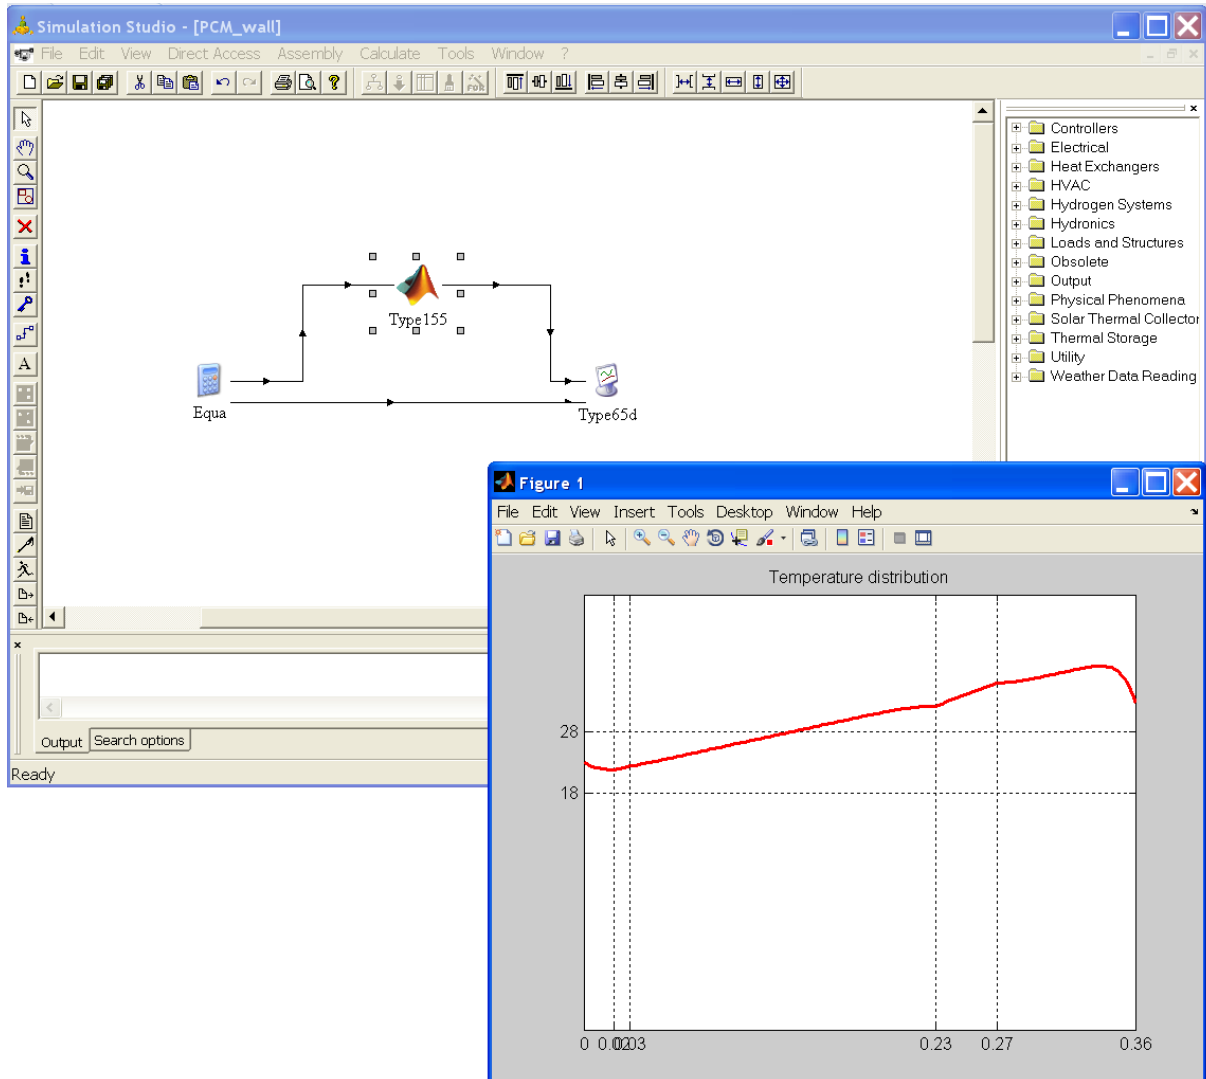 Simulation Studio - [PCM_wall]
File Edit View Direct Access Assembly Calculate Tools Window ?
Controllers
Electrical
Heat Exchangers
HVAC
Hydrogen Systems
Hydronics
Loads and Structures
Obsolete
Output
Physical Phenomena
Solar Thermal Collector
Thermal Storage
Utility
Weather Data Reading
A
Type155
Equa
Type65d
Output Search options
Ready
Figure 1
File Edit View Insert Tools Desktop Window Help
Temperature distribution
28
18
0 0.02 0.03 0.23 0.27 0.36